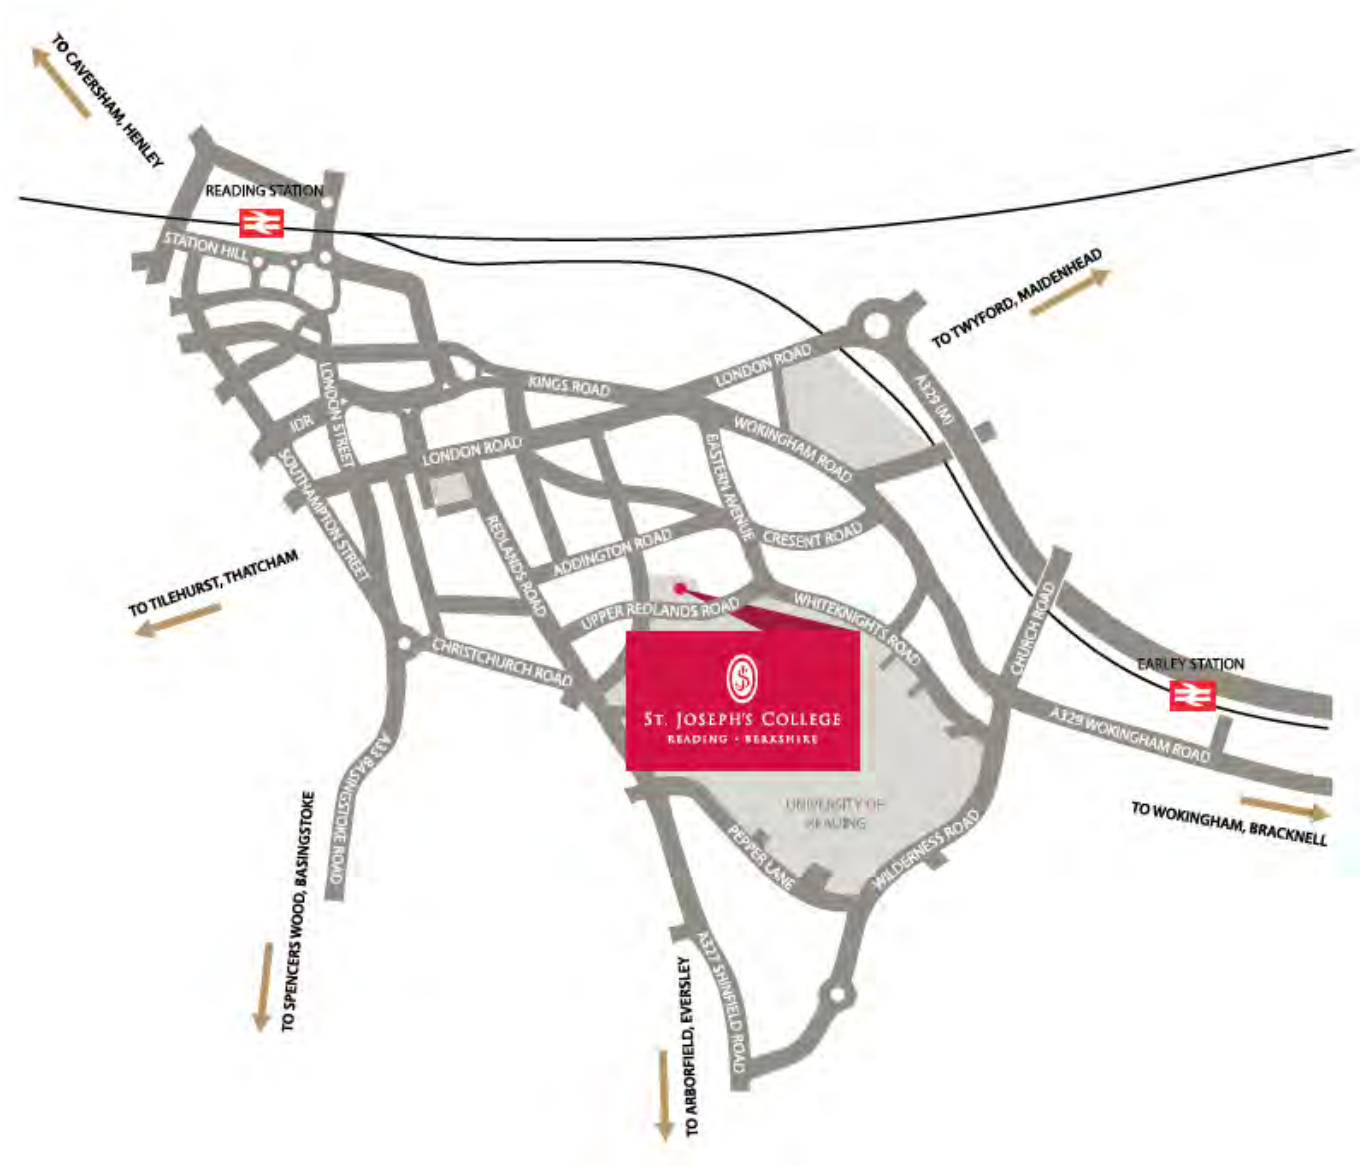 TO CAVERSHAM, HENLEY
READING STATION
STATION HILL
TO TWYFORD, MAIDENHEAD
LONDON ROAD
KINGS ROAD
A329 (M)
LONDON STREET
IDR
LONDON ROAD
WOKINGHAM ROAD
EASTERN AVENUE
SOUTHAMPTON STREET
REDLANDS ROAD
CRESENT ROAD
ADDINGTON ROAD
TO TILEHURST, THATCHAM
UPPER REDLANDS ROAD
WHITEKNIGHTS ROAD
CHURCH ROAD
CHRISTCHURCH ROAD
EARLEY STATION
ST. JOSEPH'S COLLEGE
READING · BERKSHIRE
A329 WOKINGHAM ROAD
A33 BASINGSTOKE ROAD
UNIVERSITY OF
READING
TO WOKINGHAM, BRACKNELL
PEPPER LANE
WILDERNESS ROAD
TO SPENCERS WOOD, BASINGSTOKE
A327 SHINFIELD ROAD
TO ARBORFIELD, EVERSLEY